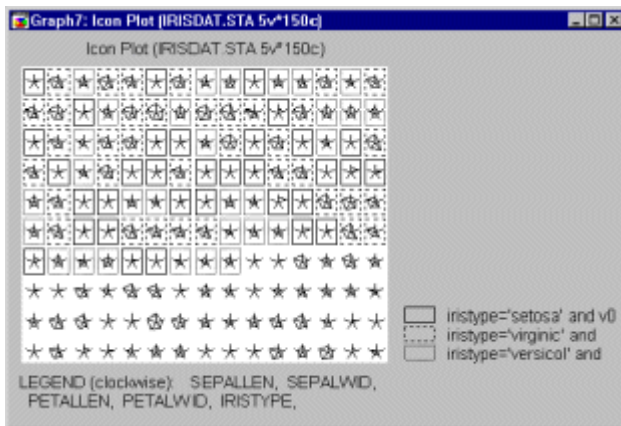 Graph7: Icon Plot (IRISDAT.STA 5v*150c)
Icon Plot (IRISDAT.STA 5v*150c)
iristype='setosa' and v0
iristype='virginic' and
iristype='versicol' and
LEGEND (clockwise): SEPALLEN, SEPALWID,
PETALLEN, PETALWID, IRISTYPE,